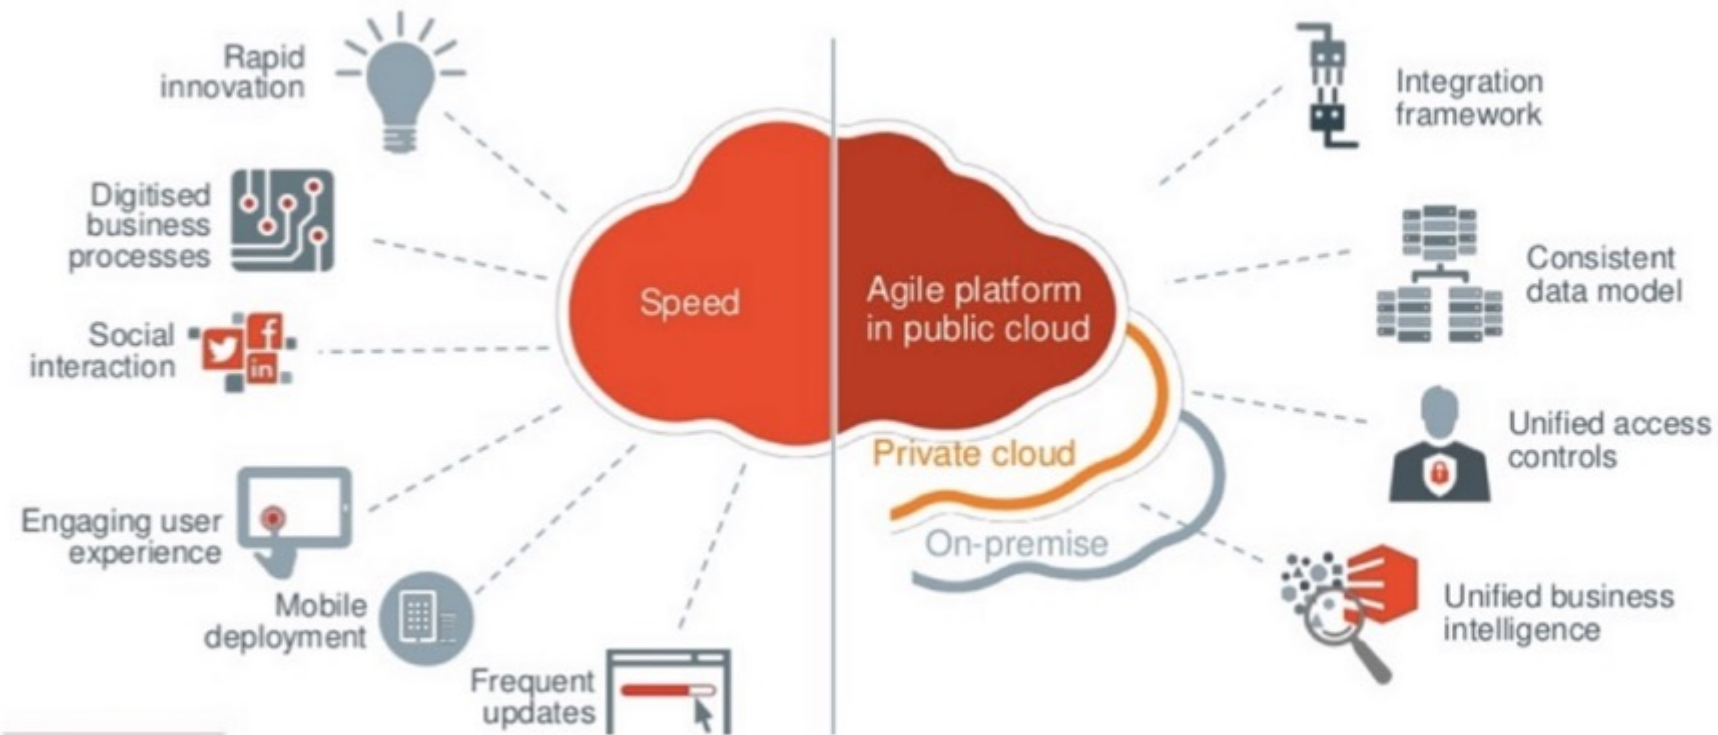 Rapid
innovation
Digitised
business
processes
Social
interaction
f
in
Engaging user
experience
Mobile
deployment
Frequent
updates
Speed
Agile platform
in public cloud
Private cloud
On-premise
Integration
framework
Consistent
data model
Unified access
controls
Unified business
intelligence